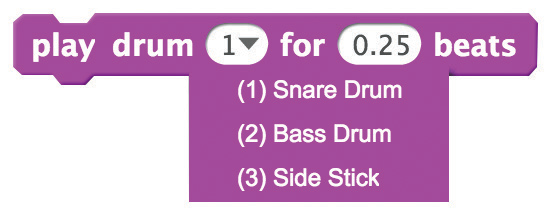 play drum 1 for 0.25 beats
(1) Snare Drum
(2) Bass Drum
(3) Side Stick